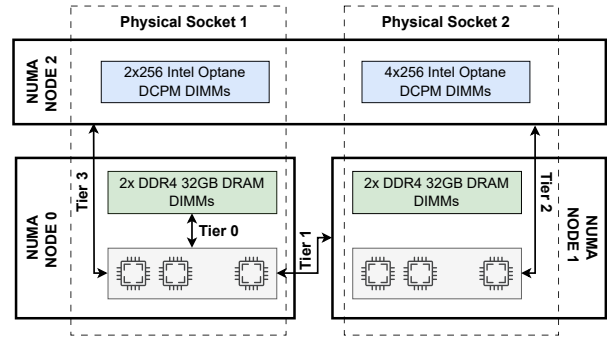 Physical Socket 1
Physical Socket 2
NUMA
NODE 2
2x256 Intel Optane
DCPM DIMMs
4x256 Intel Optane
DCPM DIMMs
NUMA
NODE 0
Tier 3
2x DDR4 32GB DRAM
DIMMs
Tier 0
Tier 1
2x DDR4 32GB DRAM
DIMMs
Tier 2
NUMA
NODE 1